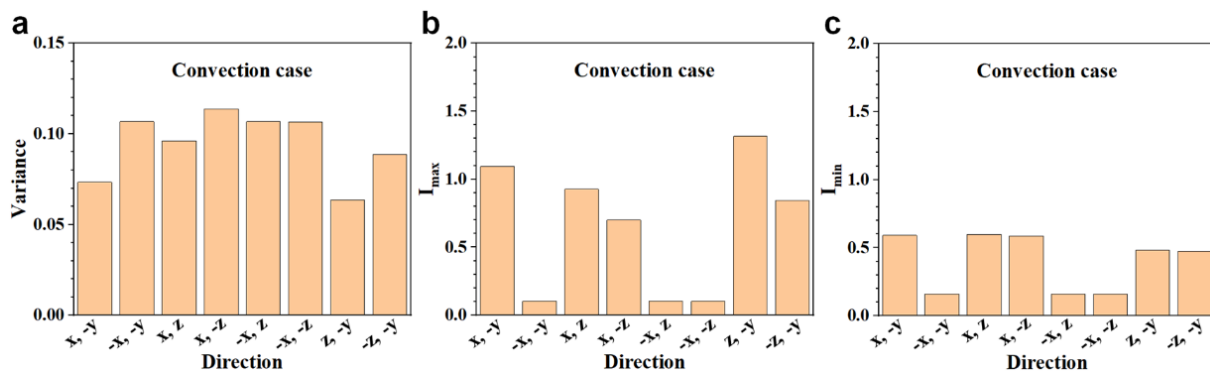 a
0.15
0.10
0.05
0.00
Variance
Convection case
x, -y
-x, -y
x, z
x, -z
-x, z
-x, -z
z, -y
-z, -y
Direction
b
2.0
1.5
1.0
0.5
0.0
Imax
Convection case
x, -y
-x, -y
x, z
x, -z
-x, z
-x, -z
z, -y
-z, -y
Direction
c
2.0
1.5
1.0
0.5
0.0
Imin
Convection case
x, -y
-x, -y
x, z
x, -z
-x, z
-x, -z
z, -y
-z, -y
Direction